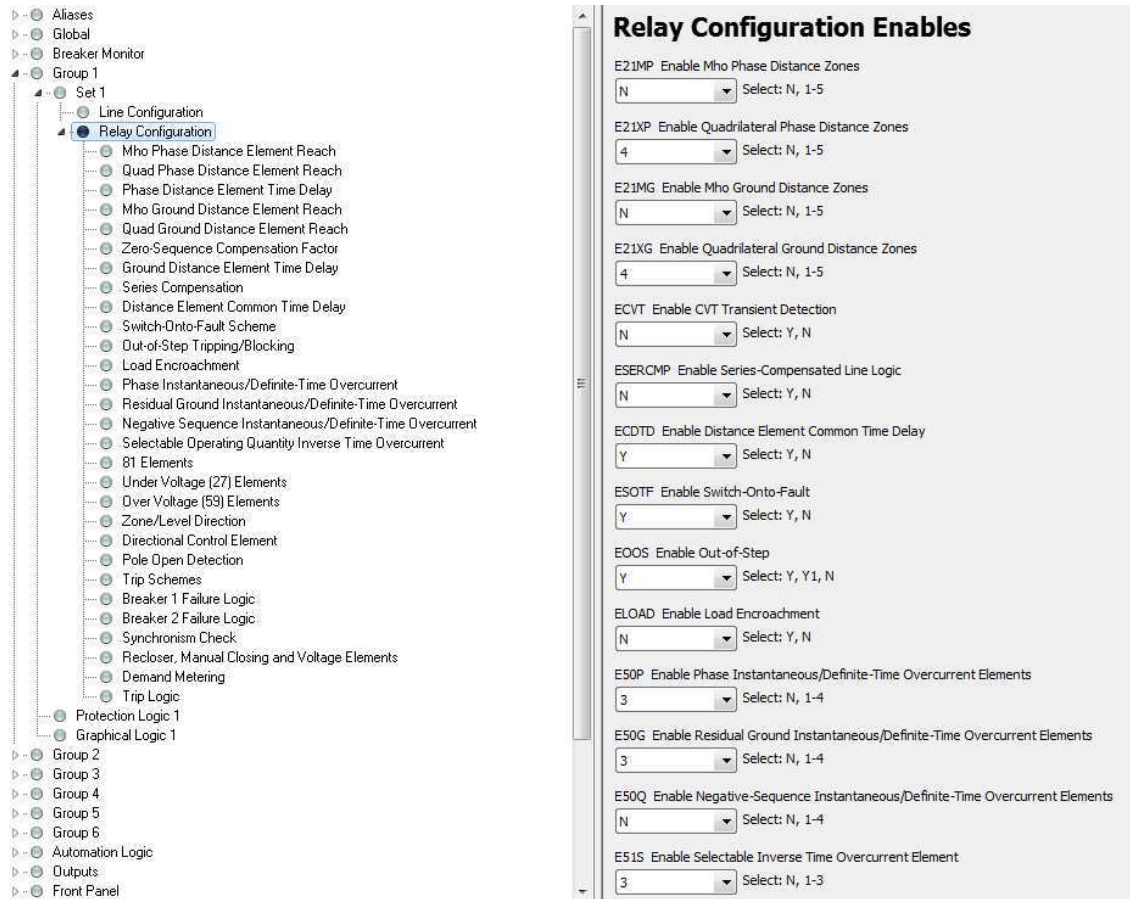 Aliases
Global
Breaker Monitor
Group 1
Set 1
Line Configuration
Relay Configuration
Mho Phase Distance Element Reach
Quad Phase Distance Element Reach
Phase Distance Element Time Delay
Mho Ground Distance Element Reach
Quad Ground Distance Element Reach
Zero-Sequence Compensation Factor
Ground Distance Element Time Delay
Series Compensation
Distance Element Common Time Delay
Switch-Onto-Fault Scheme
Out-of-Step Tripping/Blocking
Load Encroachment
Phase Instantaneous/Definite-Time Overcurrent
Residual Ground Instantaneous/Definite-Time Overcurrent
Negative Sequence Instantaneous/Definite-Time Overcurrent
Selectable Operating Quantity Inverse Time Overcurrent
81 Elements
Under Voltage (27) Elements
Over Voltage (59) Elements
Zone/Level Direction
Directional Control Element
Pole Open Detection
Trip Schemes
Breaker 1 Failure Logic
Breaker 2 Failure Logic
Synchronism Check
Recloser, Manual Closing and Voltage Elements
Demand Metering
Trip Logic
Protection Logic 1
Graphical Logic 1
Group 2
Group 3
Group 4
Group 5
Group 6
Automation Logic
Outputs
Front Panel
Relay Configuration Enables
E21MP Enable Mho Phase Distance Zones
N Select: N, 1-5
E21XP Enable Quadrilateral Phase Distance Zones
4 Select: N, 1-5
E21MG Enable Mho Ground Distance Zones
N Select: N, 1-5
E21XG Enable Quadrilateral Ground Distance Zones
4 Select: N, 1-5
ECVT Enable CVT Transient Detection
N Select: Y, N
ESERCMP Enable Series-Compensated Line Logic
N Select: Y, N
ECDTD Enable Distance Element Common Time Delay
Y Select: Y, N
ESOTF Enable Switch-Onto-Fault
Y Select: Y, N
EOOS Enable Out-of-Step
Y Select: Y, Y1, N
ELOAD Enable Load Encroachment
N Select: Y, N
E50P Enable Phase Instantaneous/Definite-Time Overcurrent Elements
3 Select: N, 1-4
E50G Enable Residual Ground Instantaneous/Definite-Time Overcurrent Elements
3 Select: N, 1-4
E50Q Enable Negative-Sequence Instantaneous/Definite-Time Overcurrent Elements
N Select: N, 1-4
E51S Enable Selectable Inverse Time Overcurrent Element
3 Select: N, 1-3